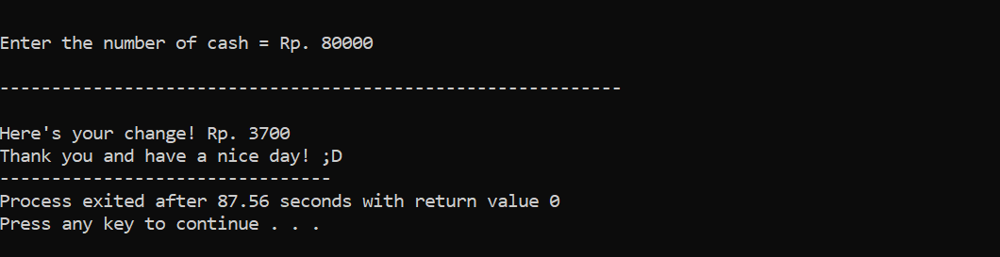 Enter the number of cash = Rp. 80000
------------------------------------------------------------
Here's your change! Rp. 3700
Thank you and have a nice day! ;D
--------------------------------
Process exited after 87.56 seconds with return value 0
Press any key to continue . . .